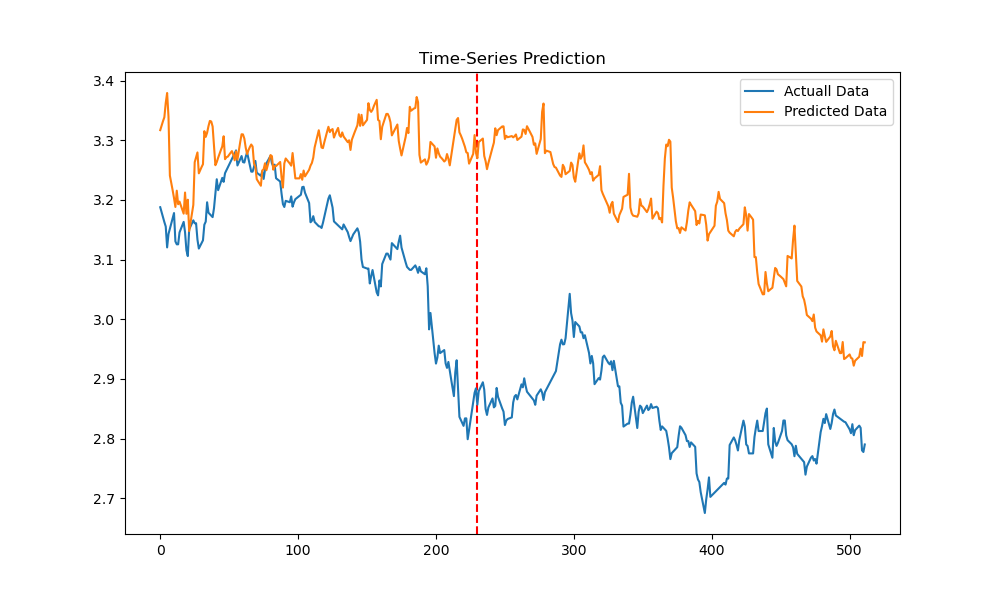 Time-Series Prediction
Actuall Data
Predicted Data
3.4
3.3
3.2
3.1
3.0
2.9
2.8
2.7
0 100 200 300 400 500